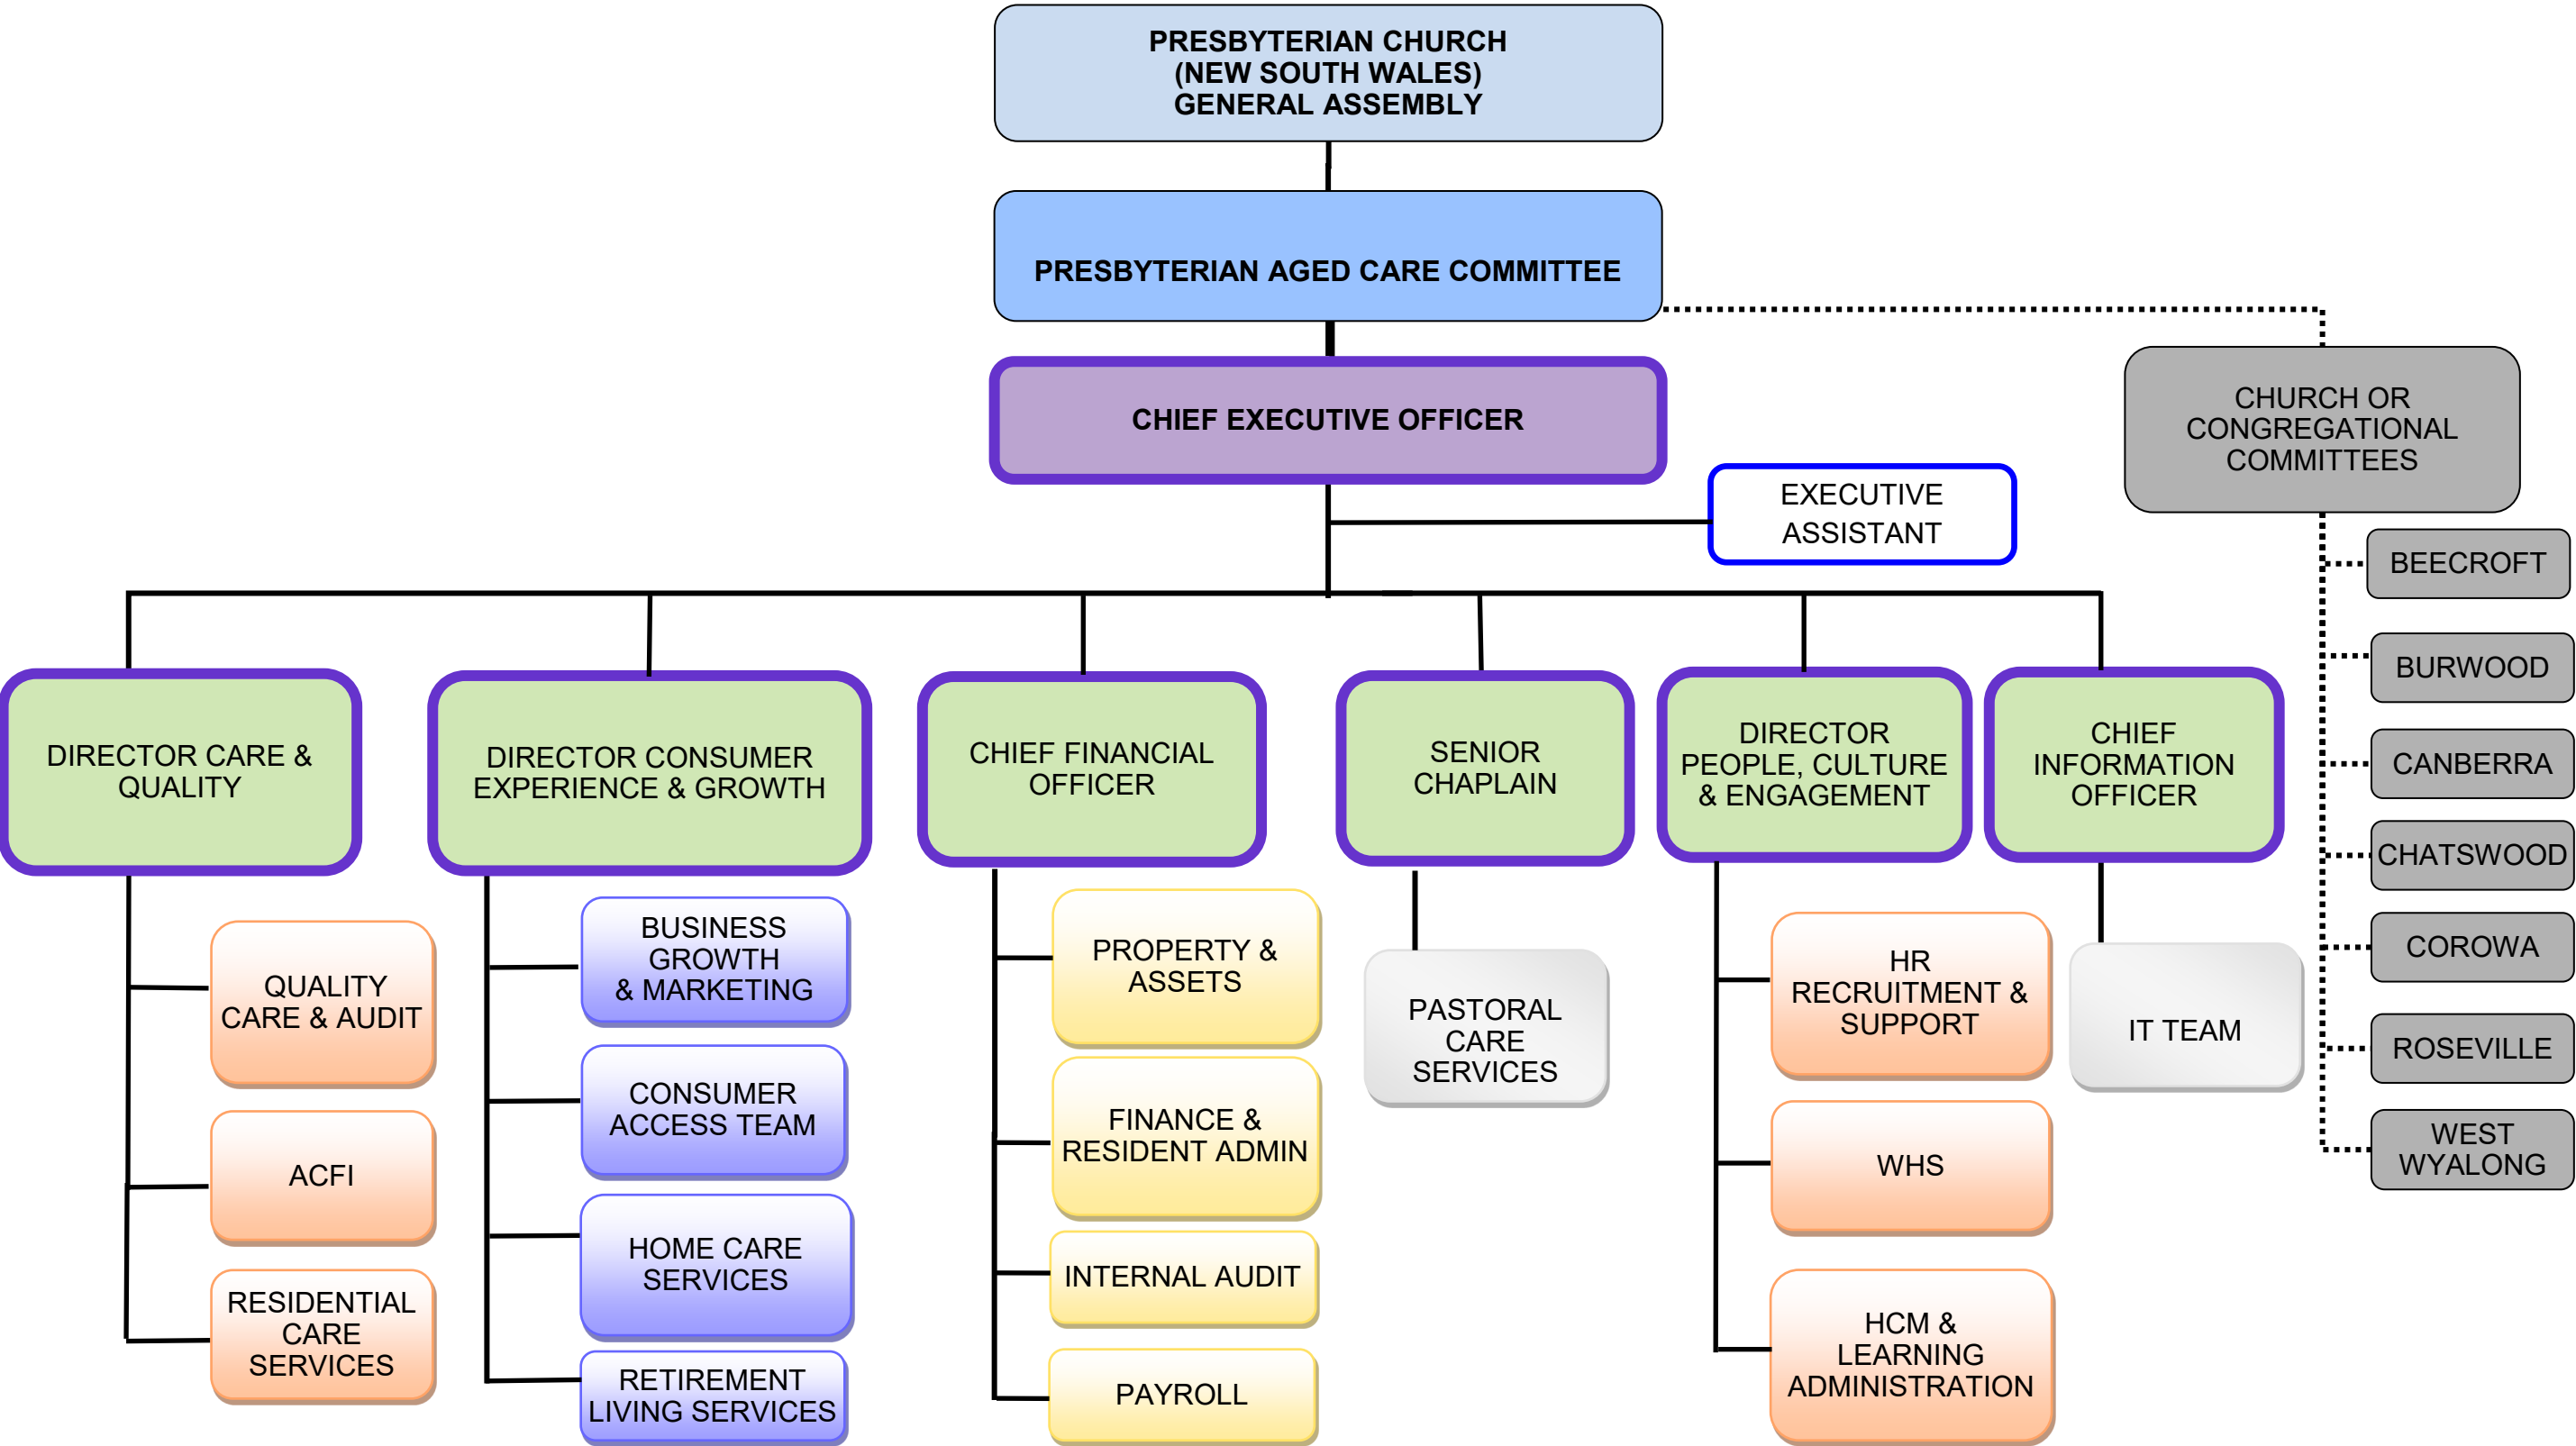 PRESBYTERIAN CHURCH
(NEW SOUTH WALES)
GENERAL ASSEMBLY
PRESBYTERIAN AGED CARE COMMITTEE
CHIEF EXECUTIVE OFFICER
EXECUTIVE
ASSISTANT
CHURCH OR
CONGREGATIONAL
COMMITTEES
BEECROFT
BURWOOD
CANBERRA
CHATSWOOD
COROWA
ROSEVILLE
WEST
WYALONG
DIRECTOR CARE &
QUALITY
QUALITY
CARE & AUDIT
ACFI
RESIDENTIAL
CARE
SERVICES
DIRECTOR CONSUMER
EXPERIENCE & GROWTH
BUSINESS
GROWTH
& MARKETING
CONSUMER
ACCESS TEAM
HOME CARE
SERVICES
RETIREMENT
LIVING SERVICES
CHIEF FINANCIAL
OFFICER
PROPERTY &
ASSETS
FINANCE &
RESIDENT ADMIN
INTERNAL AUDIT
PAYROLL
SENIOR
CHAPLAIN
PASTORAL
CARE
SERVICES
DIRECTOR
PEOPLE, CULTURE
& ENGAGEMENT
HR
RECRUITMENT &
SUPPORT
WHS
HCM &
LEARNING
ADMINISTRATION
CHIEF
INFORMATION
OFFICER
IT TEAM